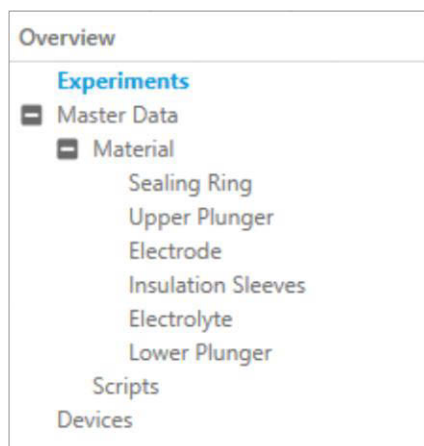 Overview
Experiments
Master Data
Material
Sealing Ring
Upper Plunger
Electrode
Insulation Sleeves
Electrolyte
Lower Plunger
Scripts
Devices